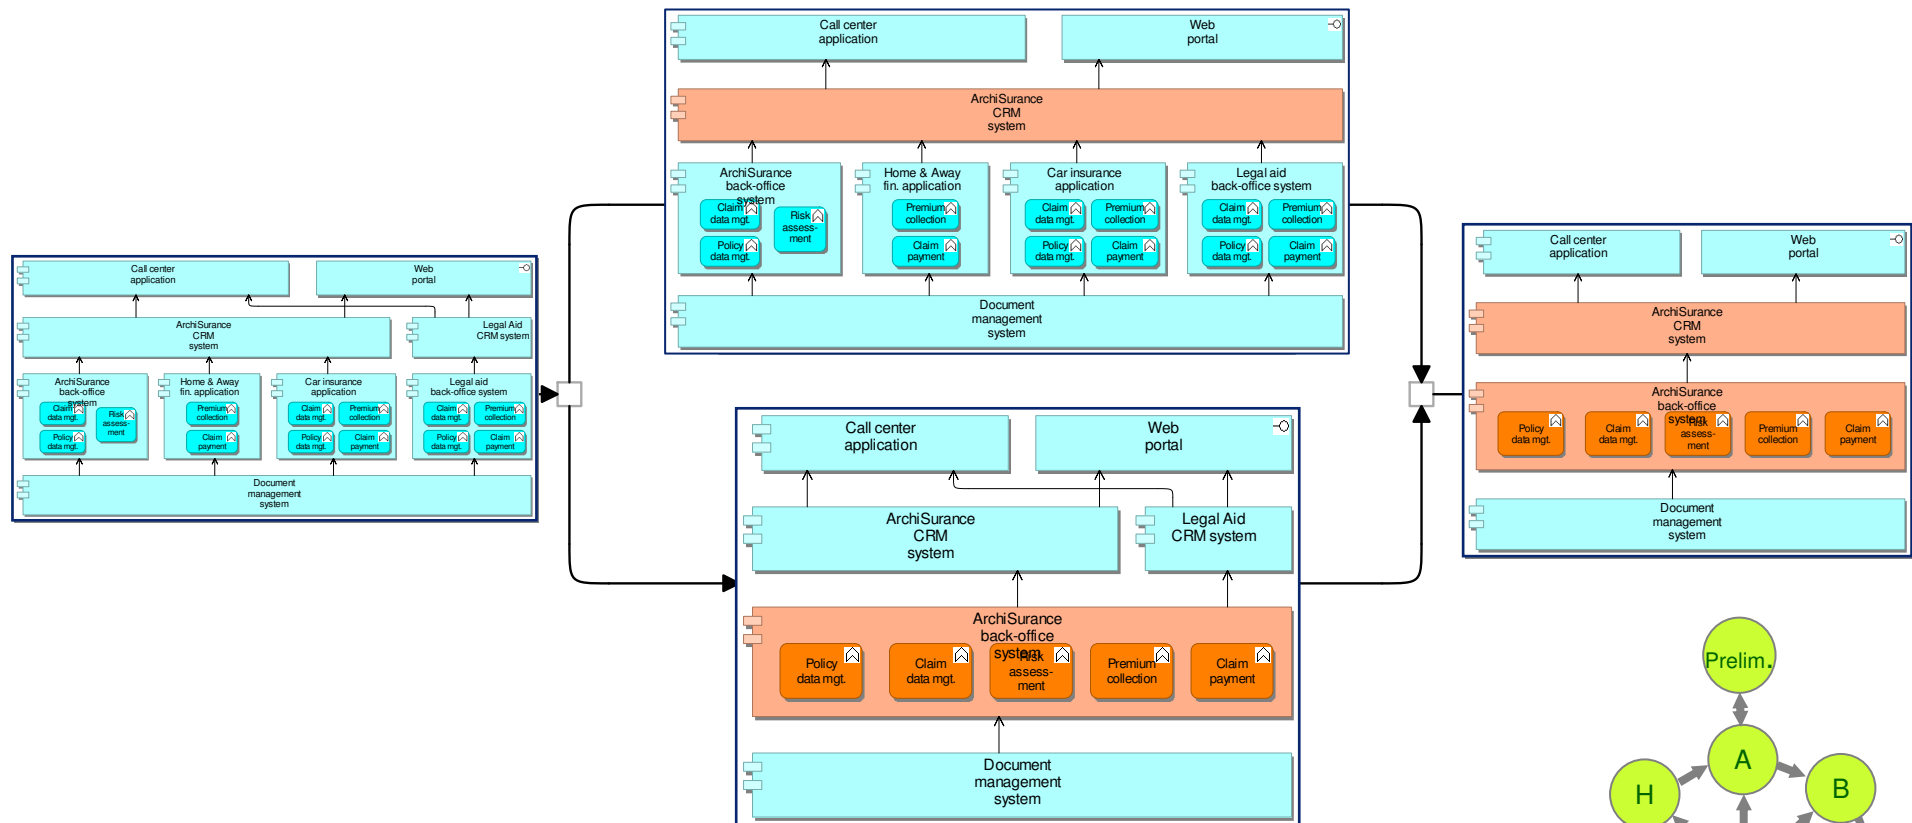 Call center
application
Web
portal
ArchiSurance
CRM
system
Legal Aid
CRM system
ArchiSurance
back-office
system
Claim
data mgt.
Risk
assess-
ment
Policy
data mgt.
Home & Away
fin. application
Premium
collection
Claim
payment
Car insurance
application
Claim
data mgt.
Premium
collection
Policy
data mgt.
Claim
payment
Legal aid
back-office system
Claim
data mgt.
Premium
collection
Policy
data mgt.
Claim
payment
Document
management
system
Call center
application
Web
portal
ArchiSurance
CRM
system
ArchiSurance
back-office
system
Claim
data mgt.
Risk
assess-
ment
Policy
data mgt.
Home & Away
fin. application
Premium
collection
Claim
payment
Car insurance
application
Claim
data mgt.
Premium
collection
Policy
data mgt.
Claim
payment
Legal aid
back-office system
Claim
data mgt.
Premium
collection
Policy
data mgt.
Claim
payment
Document
management
system
Call center
application
Web
portal
ArchiSurance
CRM
system
Legal Aid
CRM system
ArchiSurance
back-office
system
Policy
data mgt.
Claim
data mgt.
Risk
assess-
ment
Premium
collection
Claim
payment
Document
management
system
Call center
application
Web
portal
ArchiSurance
CRM
system
ArchiSurance
back-office
system
Policy
data mgt.
Claim
data mgt.
Risk
assess-
ment
Premium
collection
Claim
payment
Document
management
system
Prelim.
A
H
B